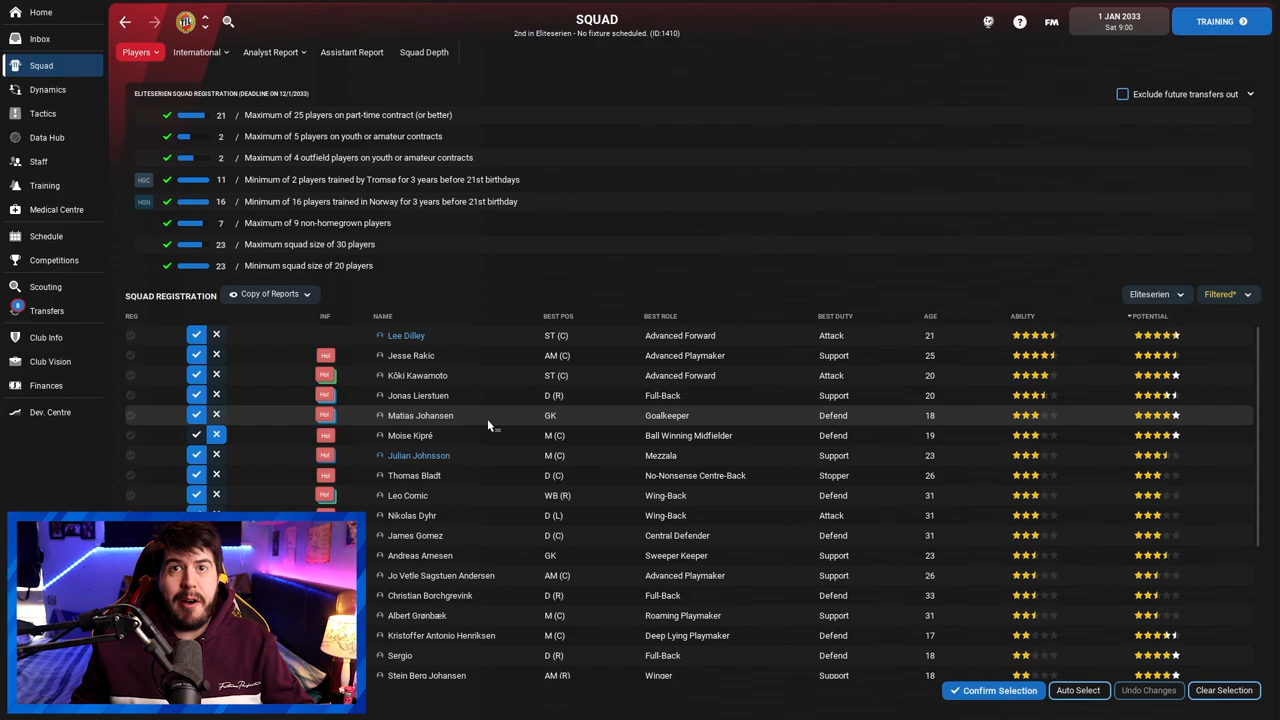 Home
Inbox
Squad
Dynamics
Tactics
Data Hub
Staff
Training
Medical Centre
Schedule
Competitions
Scouting
8
Transfers
Club Info
Club Vision
Finances
Dev. Centre
TIL
SQUAD
2nd in Eliteserien - No fixture scheduled. (ID:1410)
FM
1 JAN 2033
Sat 9:00
TRAINING
Players
International
Analyst Report
Assistant Report
Squad Depth
ELITESERIEN SQUAD REGISTRATION (DEADLINE ON 12/1/2033)
Exclude future transfers out
21 / Maximum of 25 players on part-time contract (or better)
2 / Maximum of 5 players on youth or amateur contracts
2 / Maximum of 4 outfield players on youth or amateur contracts
HGC 11 / Minimum of 2 players trained by Tromsø for 3 years before 21st birthdays
HGN 16 / Minimum of 16 players trained in Norway for 3 years before 21st birthday
7 / Maximum of 9 non-homegrown players
23 / Maximum squad size of 30 players
23 / Minimum squad size of 20 players
SQUAD REGISTRATION
Copy of Reports
Eliteserien
Filtered*
REG INF NAME BEST POS BEST ROLE BEST DUTY AGE ABILITY POTENTIAL
Lee Dilley ST (C) Advanced Forward Attack 21
Hol Jesse Rakic AM (C) Advanced Playmaker Support 25
Hol Kōki Kawamoto ST (C) Advanced Forward Attack 20
Hol Jonas Lierstuen D (R) Full-Back Support 20
Hol Matias Johansen GK Goalkeeper Defend 18
Hol Moise Kipré M (C) Ball Winning Midfielder Defend 19
Hol Julian Johnsson M (C) Mezzala Support 23
Hol Thomas Bladt D (C) No-Nonsense Centre-Back Stopper 26
Hol Leo Cornic WB (R) Wing-Back Defend 31
Nikolas Dyhr D (L) Wing-Back Attack 31
James Gomez D (C) Central Defender Defend 31
Andreas Arnesen GK Sweeper Keeper Support 23
Jo Vetle Sagstuen Andersen AM (C) Advanced Playmaker Support 26
Christian Borchgrevink D (R) Full-Back Defend 33
Albert Grønbæk M (C) Roaming Playmaker Support 31
Kristoffer Antonio Henriksen M (C) Deep Lying Playmaker Defend 17
Sergio D (R) Full-Back Defend 18
Stein Berg Johansen AM (R) Winger Support 18
Confirm Selection
Auto Select
Undo Changes
Clear Selection